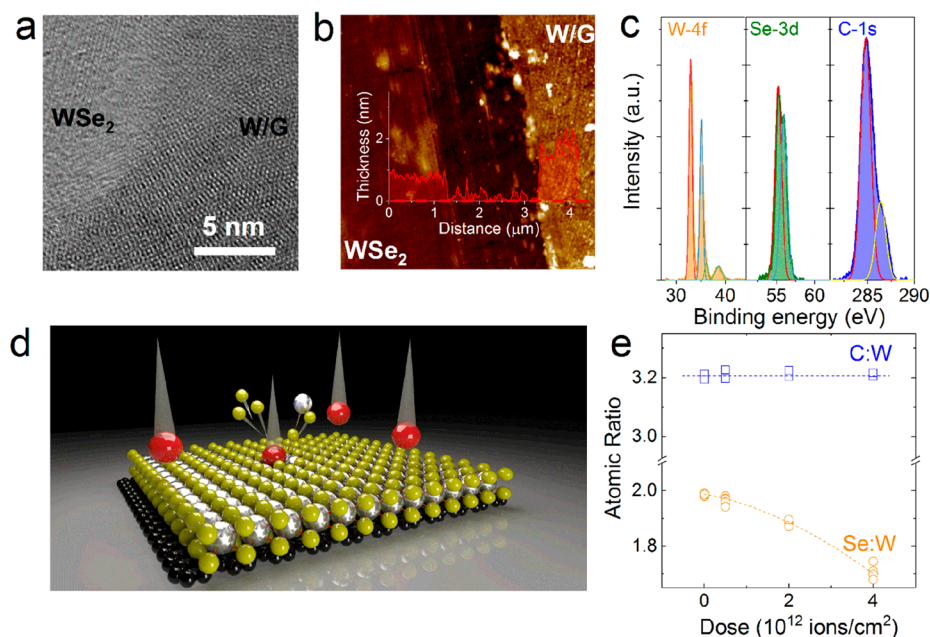 a
WSe₂
W/G
5 nm
b
W/G
Thickness (nm)
2
1
0
0 1 2 3 4
Distance (μm)
WSe₂
c
W-4f Se-3d C-1s
Intensity (a.u.)
30 40 55 60 285 290
Binding energy (eV)
d
e
C:W
3.2
3.0
Atomic Ratio
2.0
Se:W
1.8
0 2 4
Dose (10¹² ions/cm²)